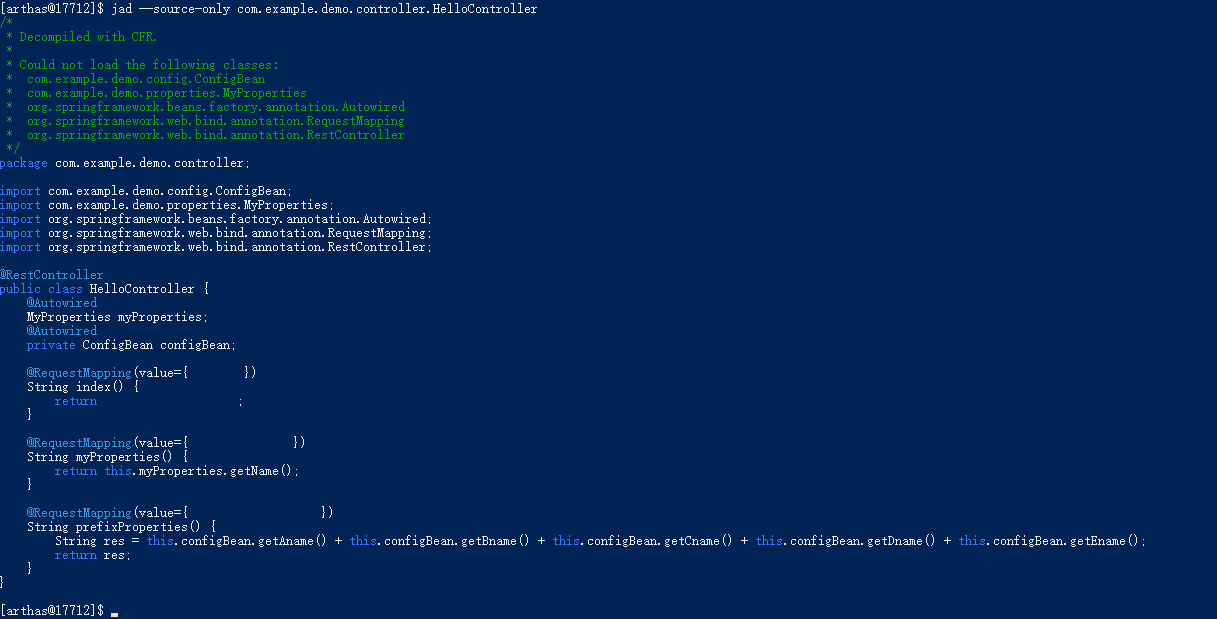 [arthas@17712]$ jad --source-only com.example.demo.controller.HelloController
/*
 * Decompiled with CFR.
 *
 * Could not load the following classes:
 *  com.example.demo.config.ConfigBean
 *  com.example.demo.properties.MyProperties
 *  org.springframework.beans.factory.annotation.Autowired
 *  org.springframework.web.bind.annotation.RequestMapping
 *  org.springframework.web.bind.annotation.RestController
 */
package com.example.demo.controller;

import com.example.demo.config.ConfigBean;
import com.example.demo.properties.MyProperties;
import org.springframework.beans.factory.annotation.Autowired;
import org.springframework.web.bind.annotation.RequestMapping;
import org.springframework.web.bind.annotation.RestController;

@RestController
public class HelloController {
    @Autowired
    MyProperties myProperties;
    @Autowired
    private ConfigBean configBean;

    @RequestMapping(value={        })
    String index() {
        return                     ;
    }

    @RequestMapping(value={               })
    String myProperties() {
        return this.myProperties.getName();
    }

    @RequestMapping(value={                   })
    String prefixProperties() {
        String res = this.configBean.getAname() + this.configBean.getBname() + this.configBean.getCname() + this.configBean.getDname() + this.configBean.getEname();
        return res;
    }
}

[arthas@17712]$